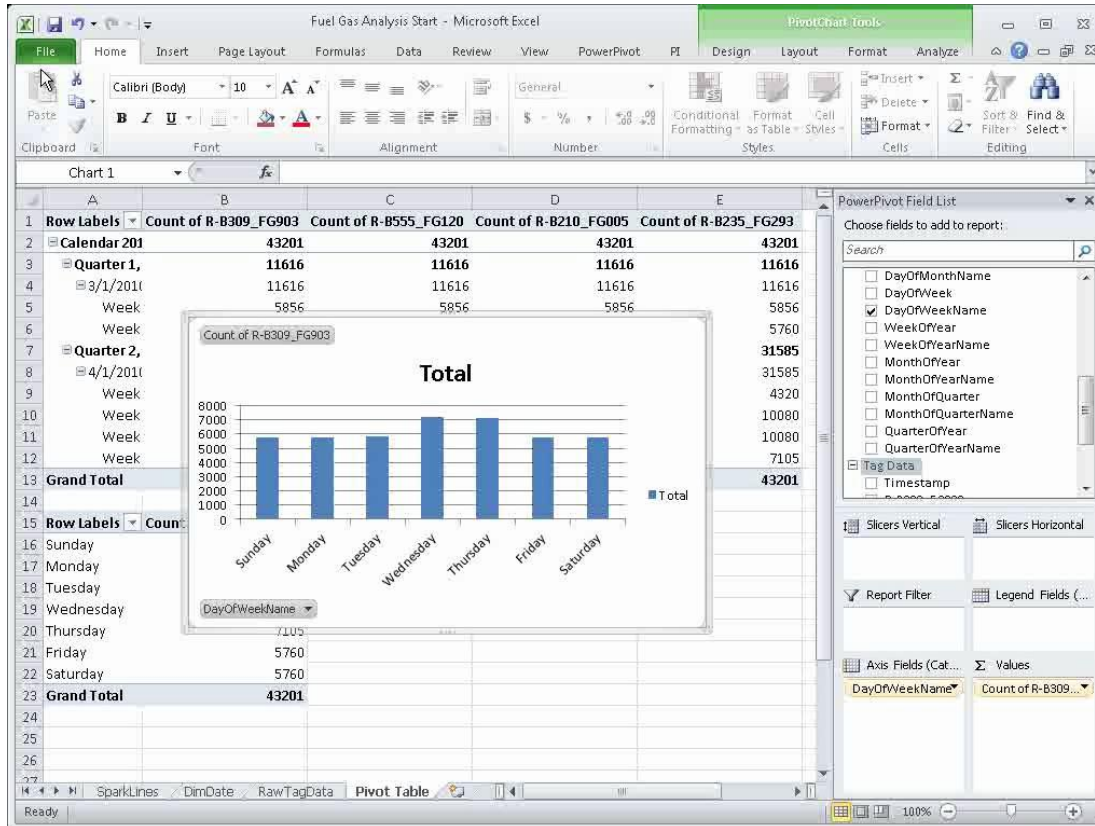 Fuel Gas Analysis Start - Microsoft Excel
PivotChart Tools
File Home Insert Page Layout Formulas Data Review View PowerPivot PI Design Layout Format Analyze
Paste
Calibri (Body) 10
General
Conditional Formatting
Format as Table
Cell Styles
Insert
Delete
Format
Sort & Filter
Find & Select
Clipboard Font Alignment Number Styles Cells Editing
Chart 1 fx
A B C D E
1 Row Labels Count of R-B309_FG903 Count of R-B555_FG120 Count of R-B210_FG005 Count of R-B235_FG293
2 Calendar 201 43201 43201 43201 43201
3 Quarter 1, 11616 11616 11616 11616
4 3/1/201 11616 11616 11616 11616
5 Week 5856 5856 5856 5856
6 Week 5760
7 Quarter 2, 31585
8 4/1/201 31585
9 Week 4320
10 Week 10080
11 Week 10080
12 Week 7105
13 Grand Total 43201
14
15 Row Labels Count
16 Sunday
17 Monday
18 Tuesday
19 Wednesday
20 Thursday 7105
21 Friday 5760
22 Saturday 5760
23 Grand Total 43201
24
25
26
27
Count of R-B309_FG903
Total
8000
7000
6000
5000
4000
3000
2000
1000
0
Sunday Monday Tuesday Wednesday Thursday Friday Saturday
Total
DayOfWeekName
PowerPivot Field List
Choose fields to add to report:
Search
DayOfMonthName
DayOfWeek
DayOfWeekName
WeekOfYear
WeekOfYearName
MonthOfYear
MonthOfYearName
MonthOfQuarter
MonthOfQuarterName
QuarterOfYear
QuarterOfYearName
Tag Data
Timestamp
Slicers Vertical Slicers Horizontal
Report Filter Legend Fields (...
Axis Fields (Cat... Σ Values
DayOfWeekName Count of R-B309...
SparkLines DimDate RawTagData Pivot Table
Ready 100%